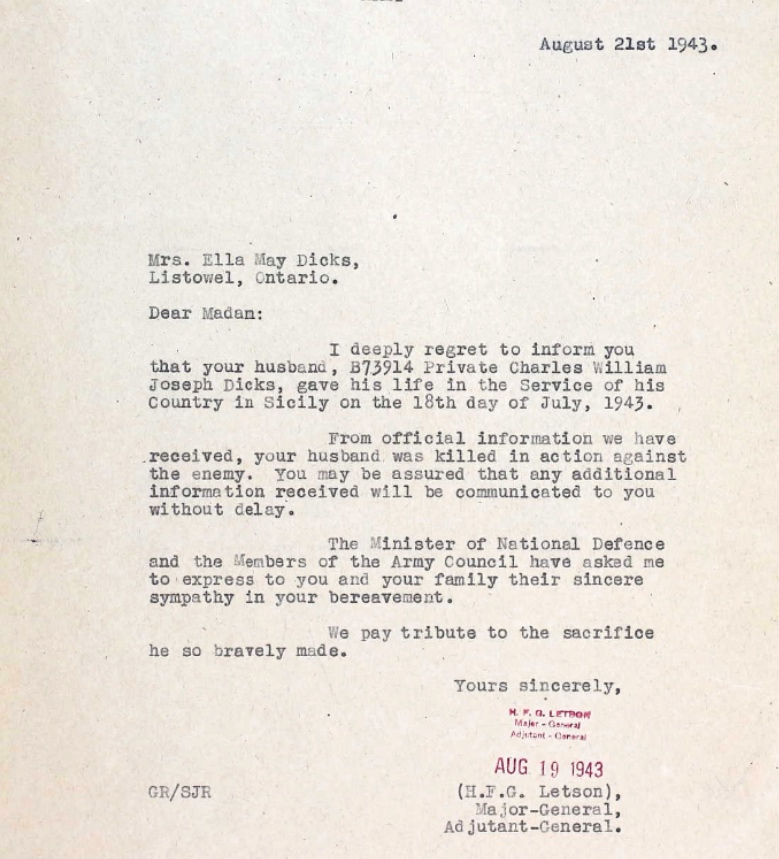 August 21st 1943.
Mrs. Ella May Dicks,
Listowel, Ontario.
Dear Madan:
I deeply regret to inform you
that your husband, B73914 Private Charles William
Joseph Dicks, gave his life in the Service of his
Country in Sicily on the 18th day of July, 1943.
From official information we have
received, your husband was killed in action against
the enemy. You may be assured that any additional
information received will be communicated to you
without delay.
The Minister of National Defence
and the Members of the Army Council have asked me
to express to you and your family their sincere
sympathy in your bereavement.
We pay tribute to the sacrifice
he so bravely made.
Yours sincerely,
H. F. G. LETSON
Major - General
Adjutant - General
AUG 19 1943
GR/SJR (H.F.G. Letson),
Major-General,
Adjutant-General.